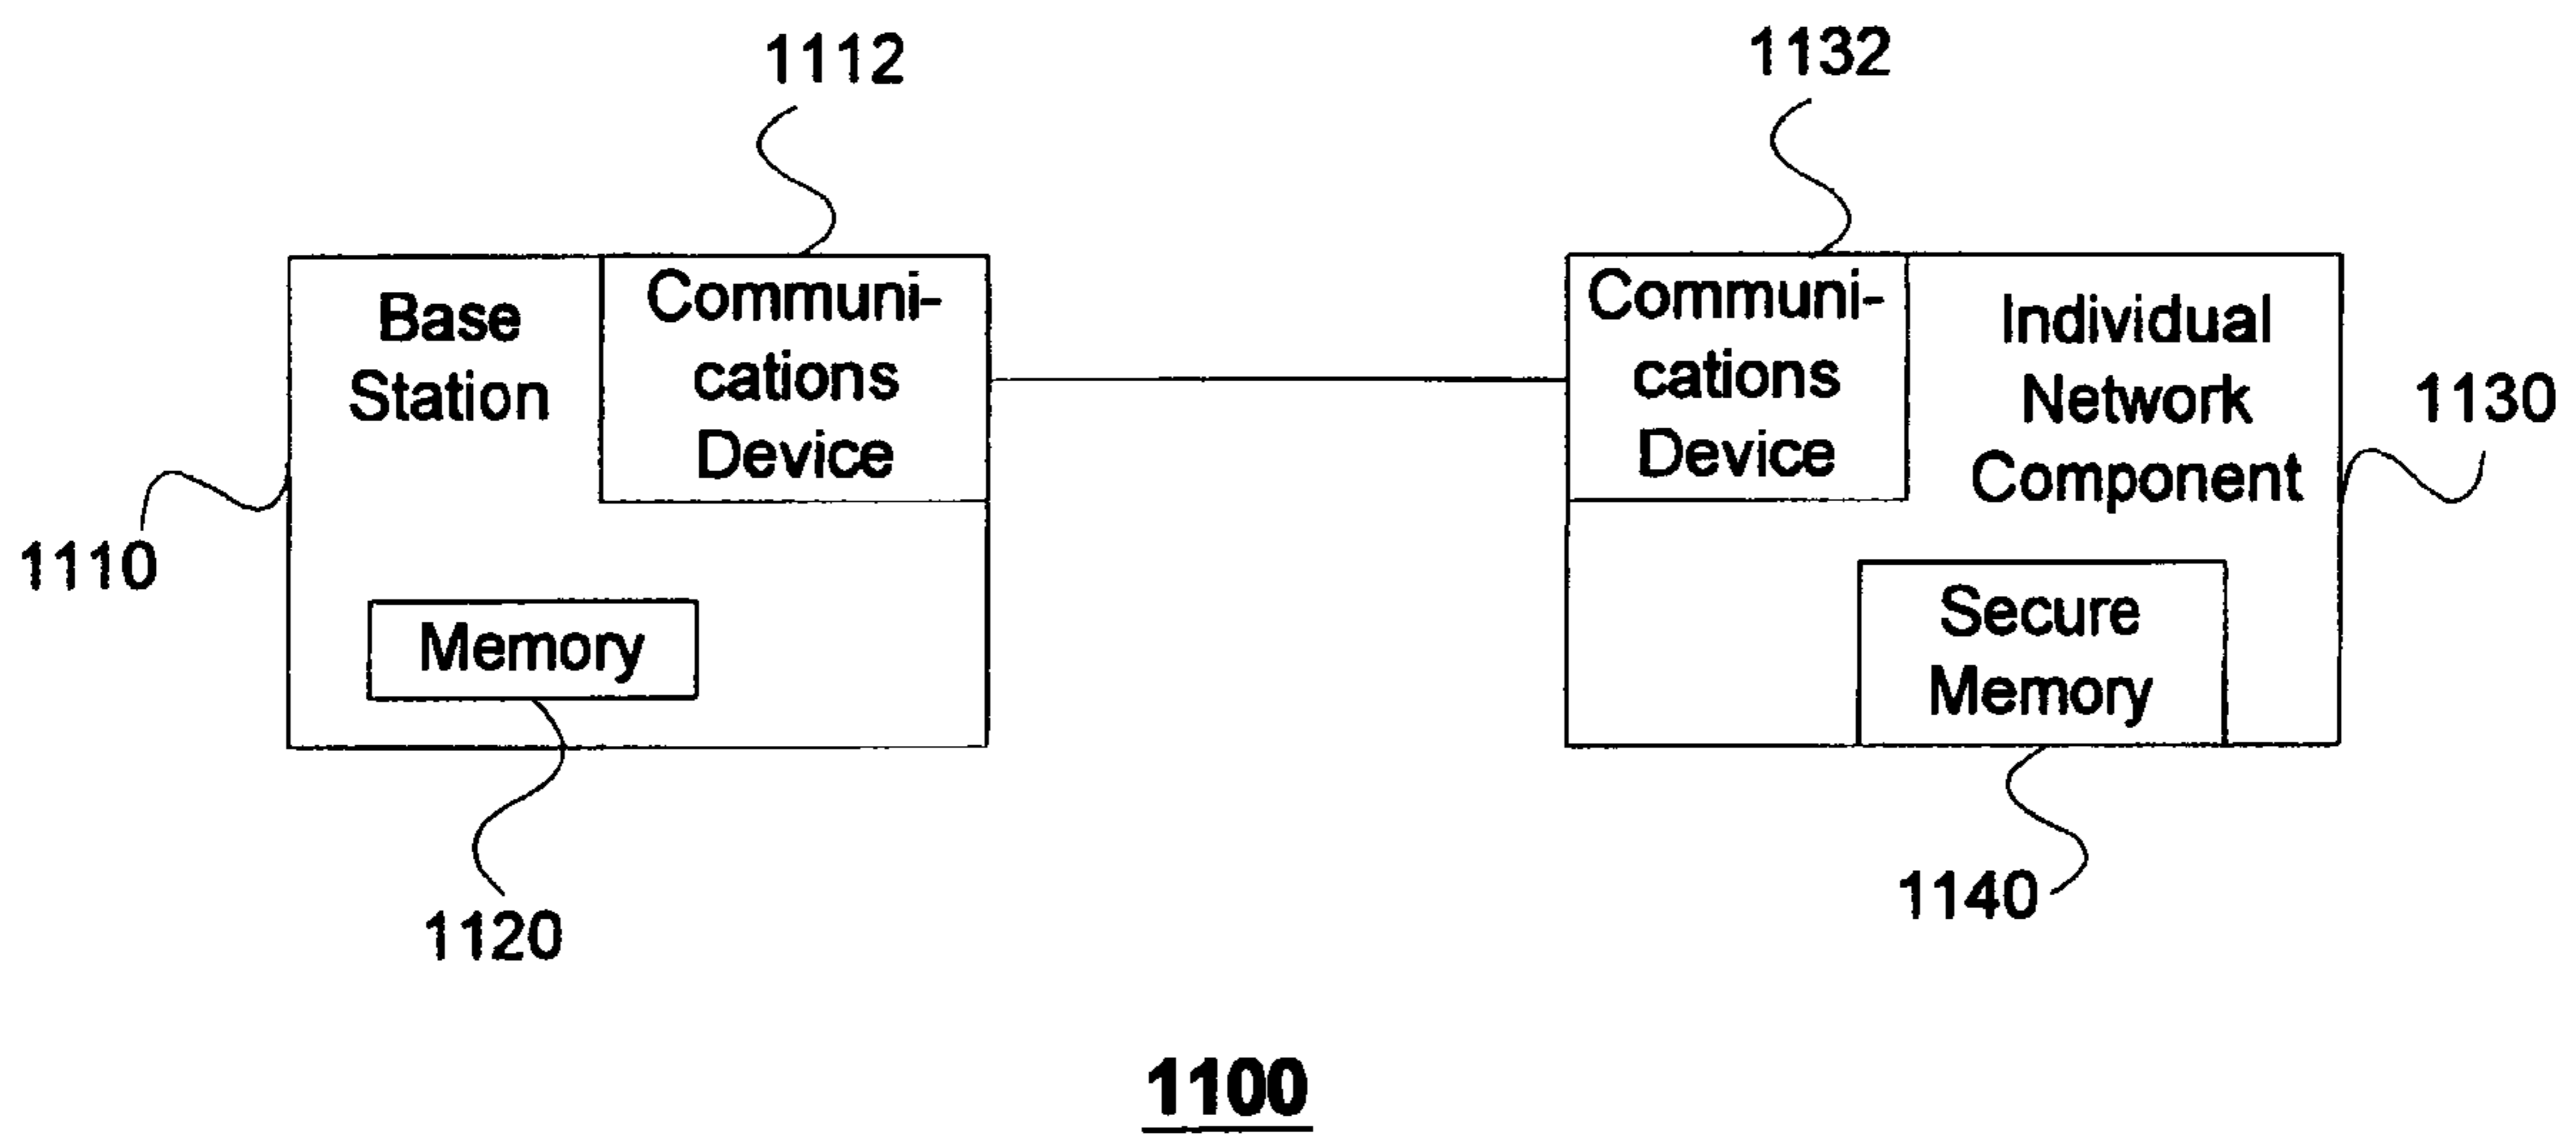 1112
1132
Base
Station
Communi-
cations
Device
Communi-
cations
Device
Individual
Network
Component
1130
1110
Memory
Secure
Memory
1120
1140
1100